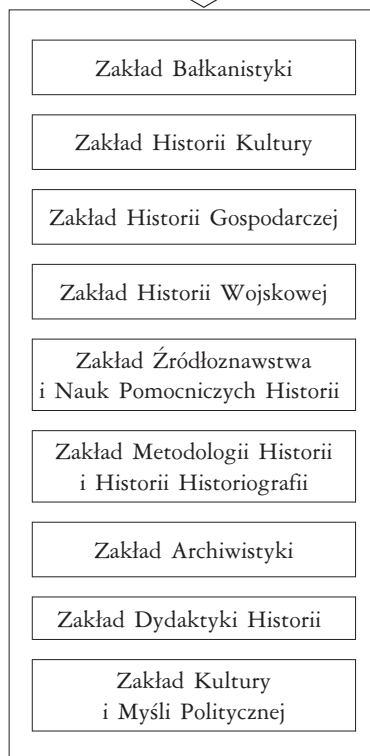 Zakład Bałkanistyki
Zakład Historii Kultury
Zakład Historii Gospodarczej
Zakład Historii Wojskowej
Zakład Źródłoznawstwa
i Nauk Pomocniczych Historii
Zakład Metodologii Historii
i Historii Historiografii
Zakład Archiwistyki
Zakład Dydaktyki Historii
Zakład Kultury
i Myśli Politycznej